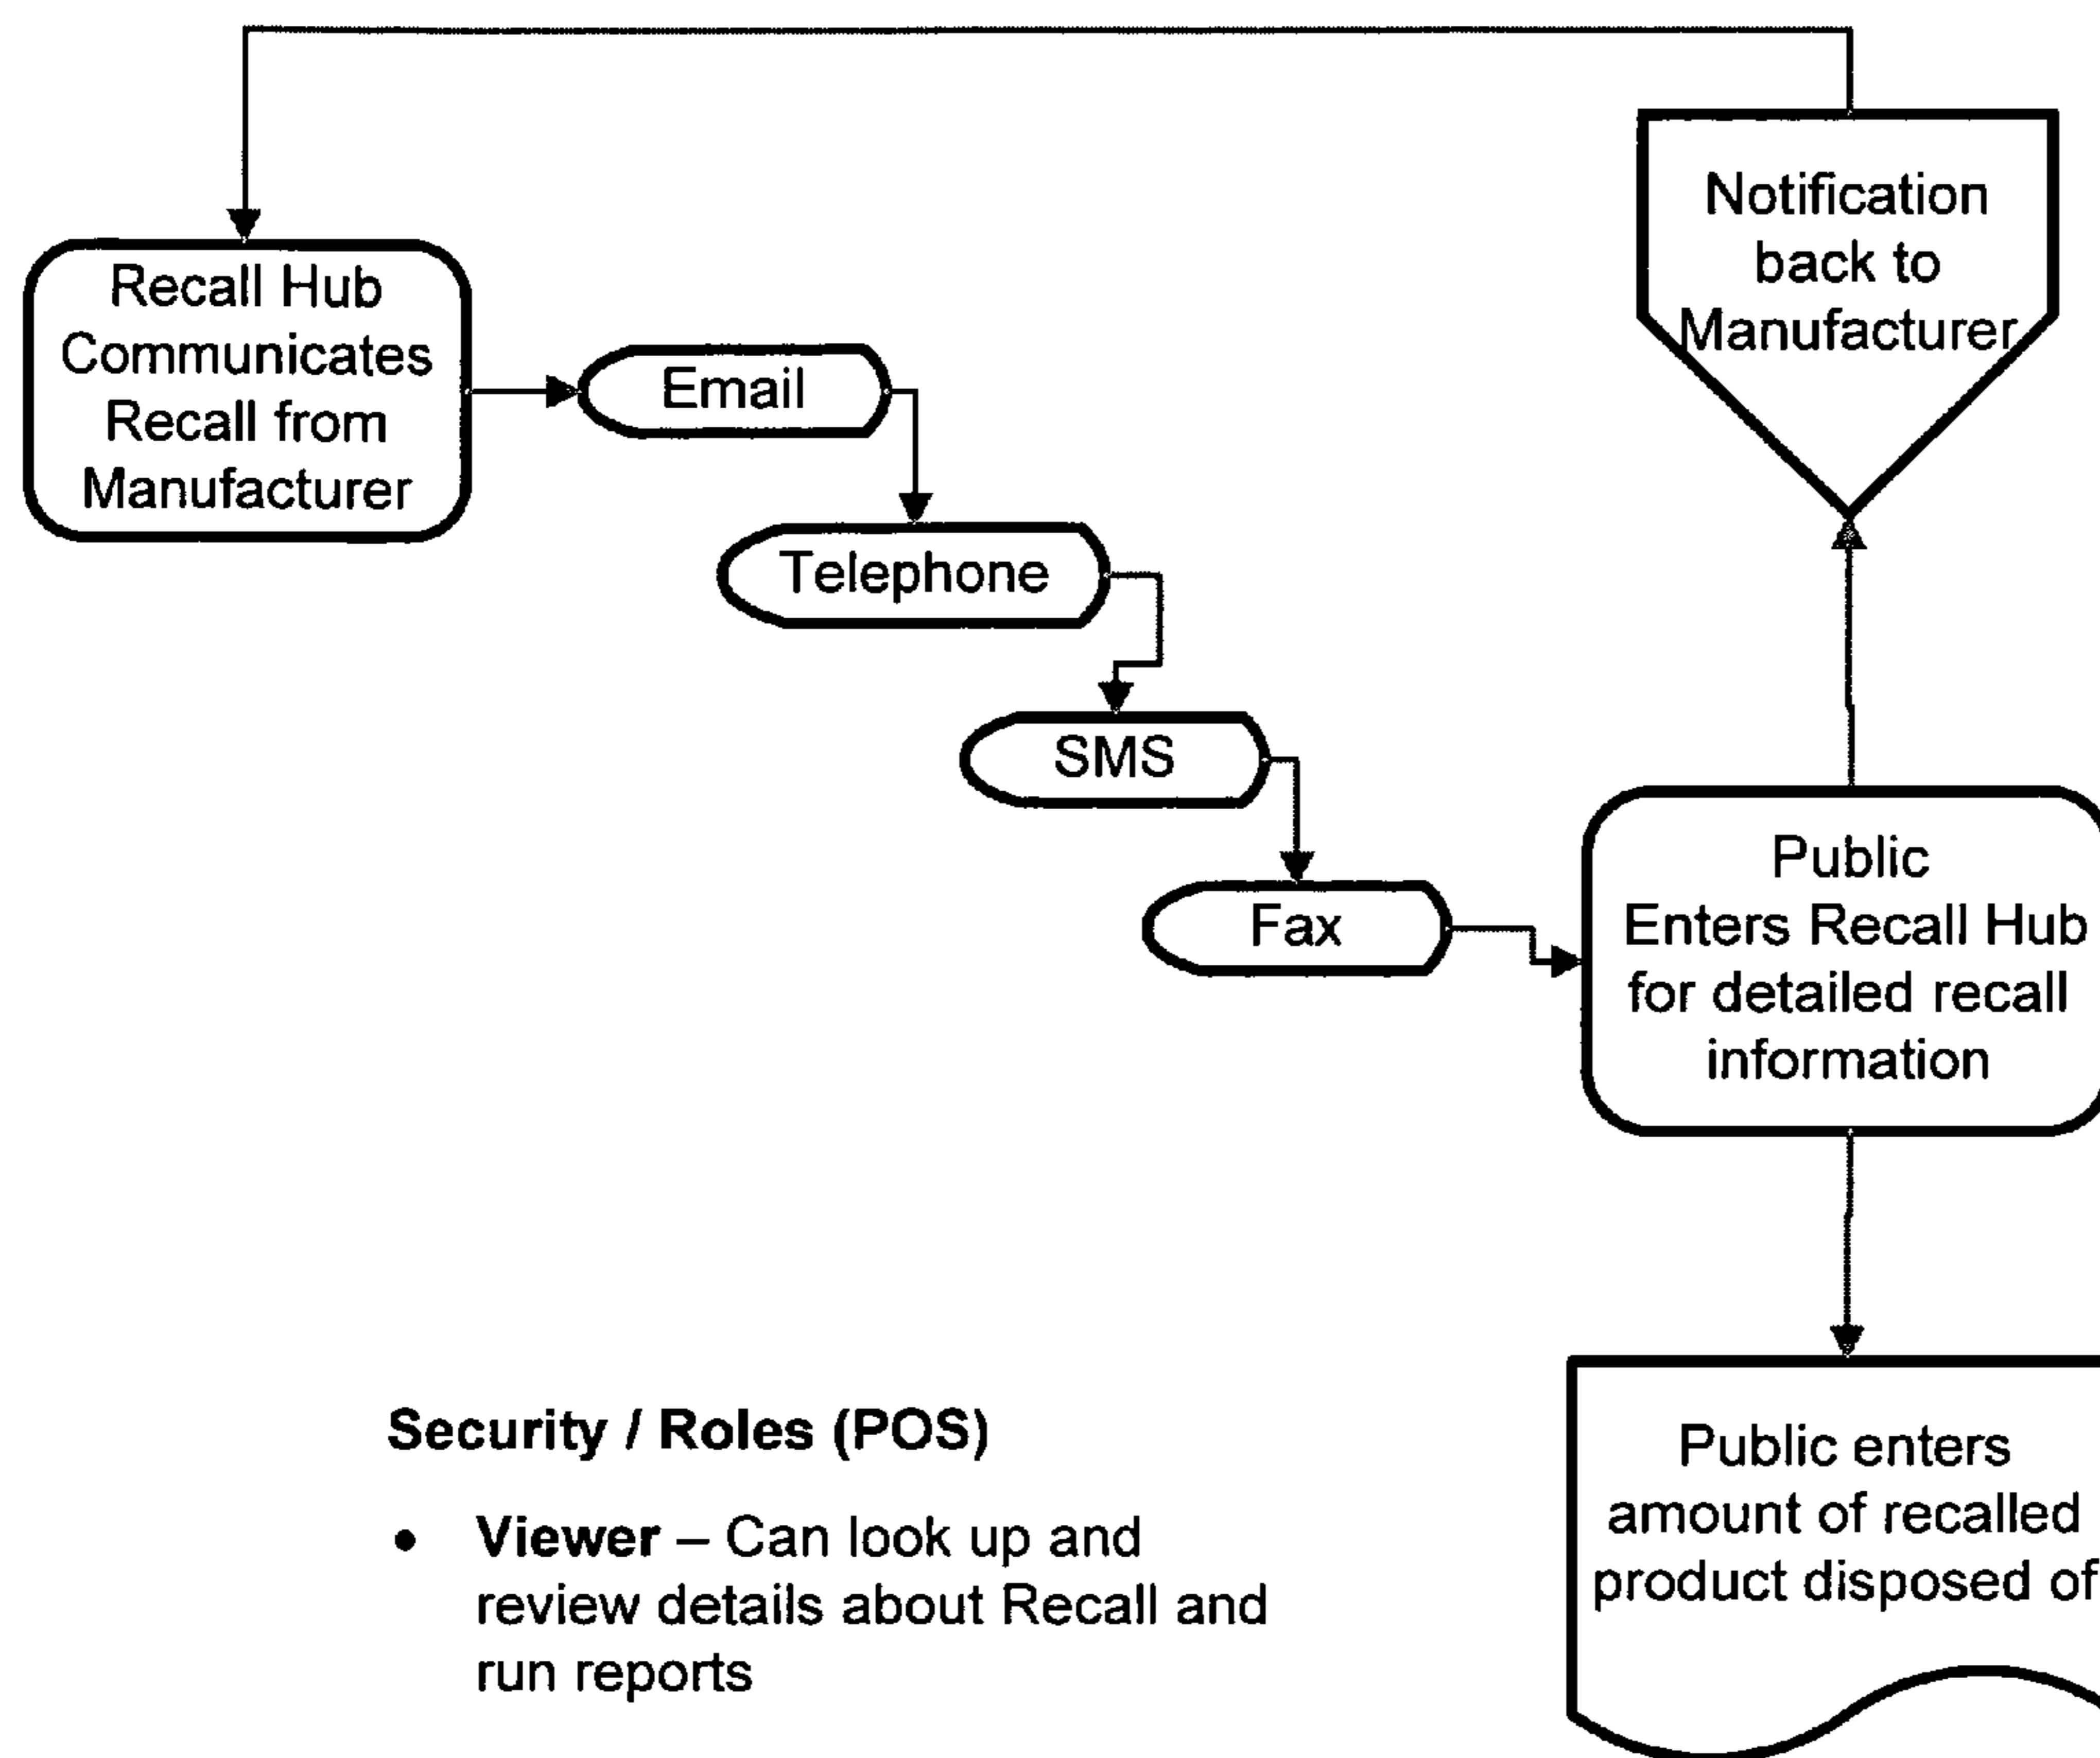 Notification
back to
Manufacturer
Recall Hub
Communicates
Recall from
Manufacturer
Email
Telephone
SMS
Fax
Public
Enters Recall Hub
for detailed recall
information
Security / Roles (POS)
• Viewer – Can look up and
review details about Recall and
run reports
Public enters
amount of recalled
product disposed of